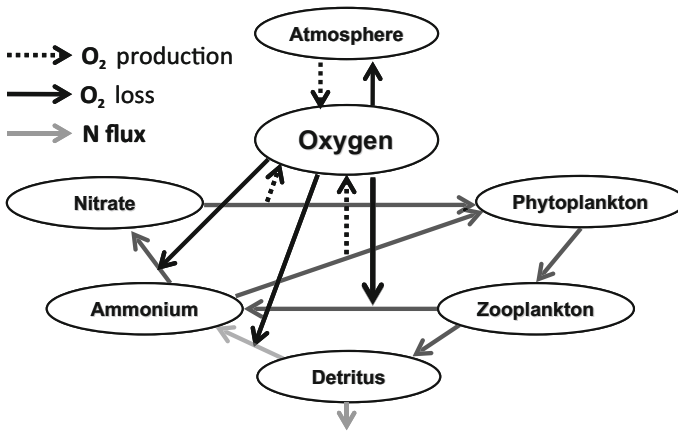 Atmosphere
O₂ production
O₂ loss
N flux
Oxygen
Nitrate
Phytoplankton
Ammonium
Zooplankton
Detritus